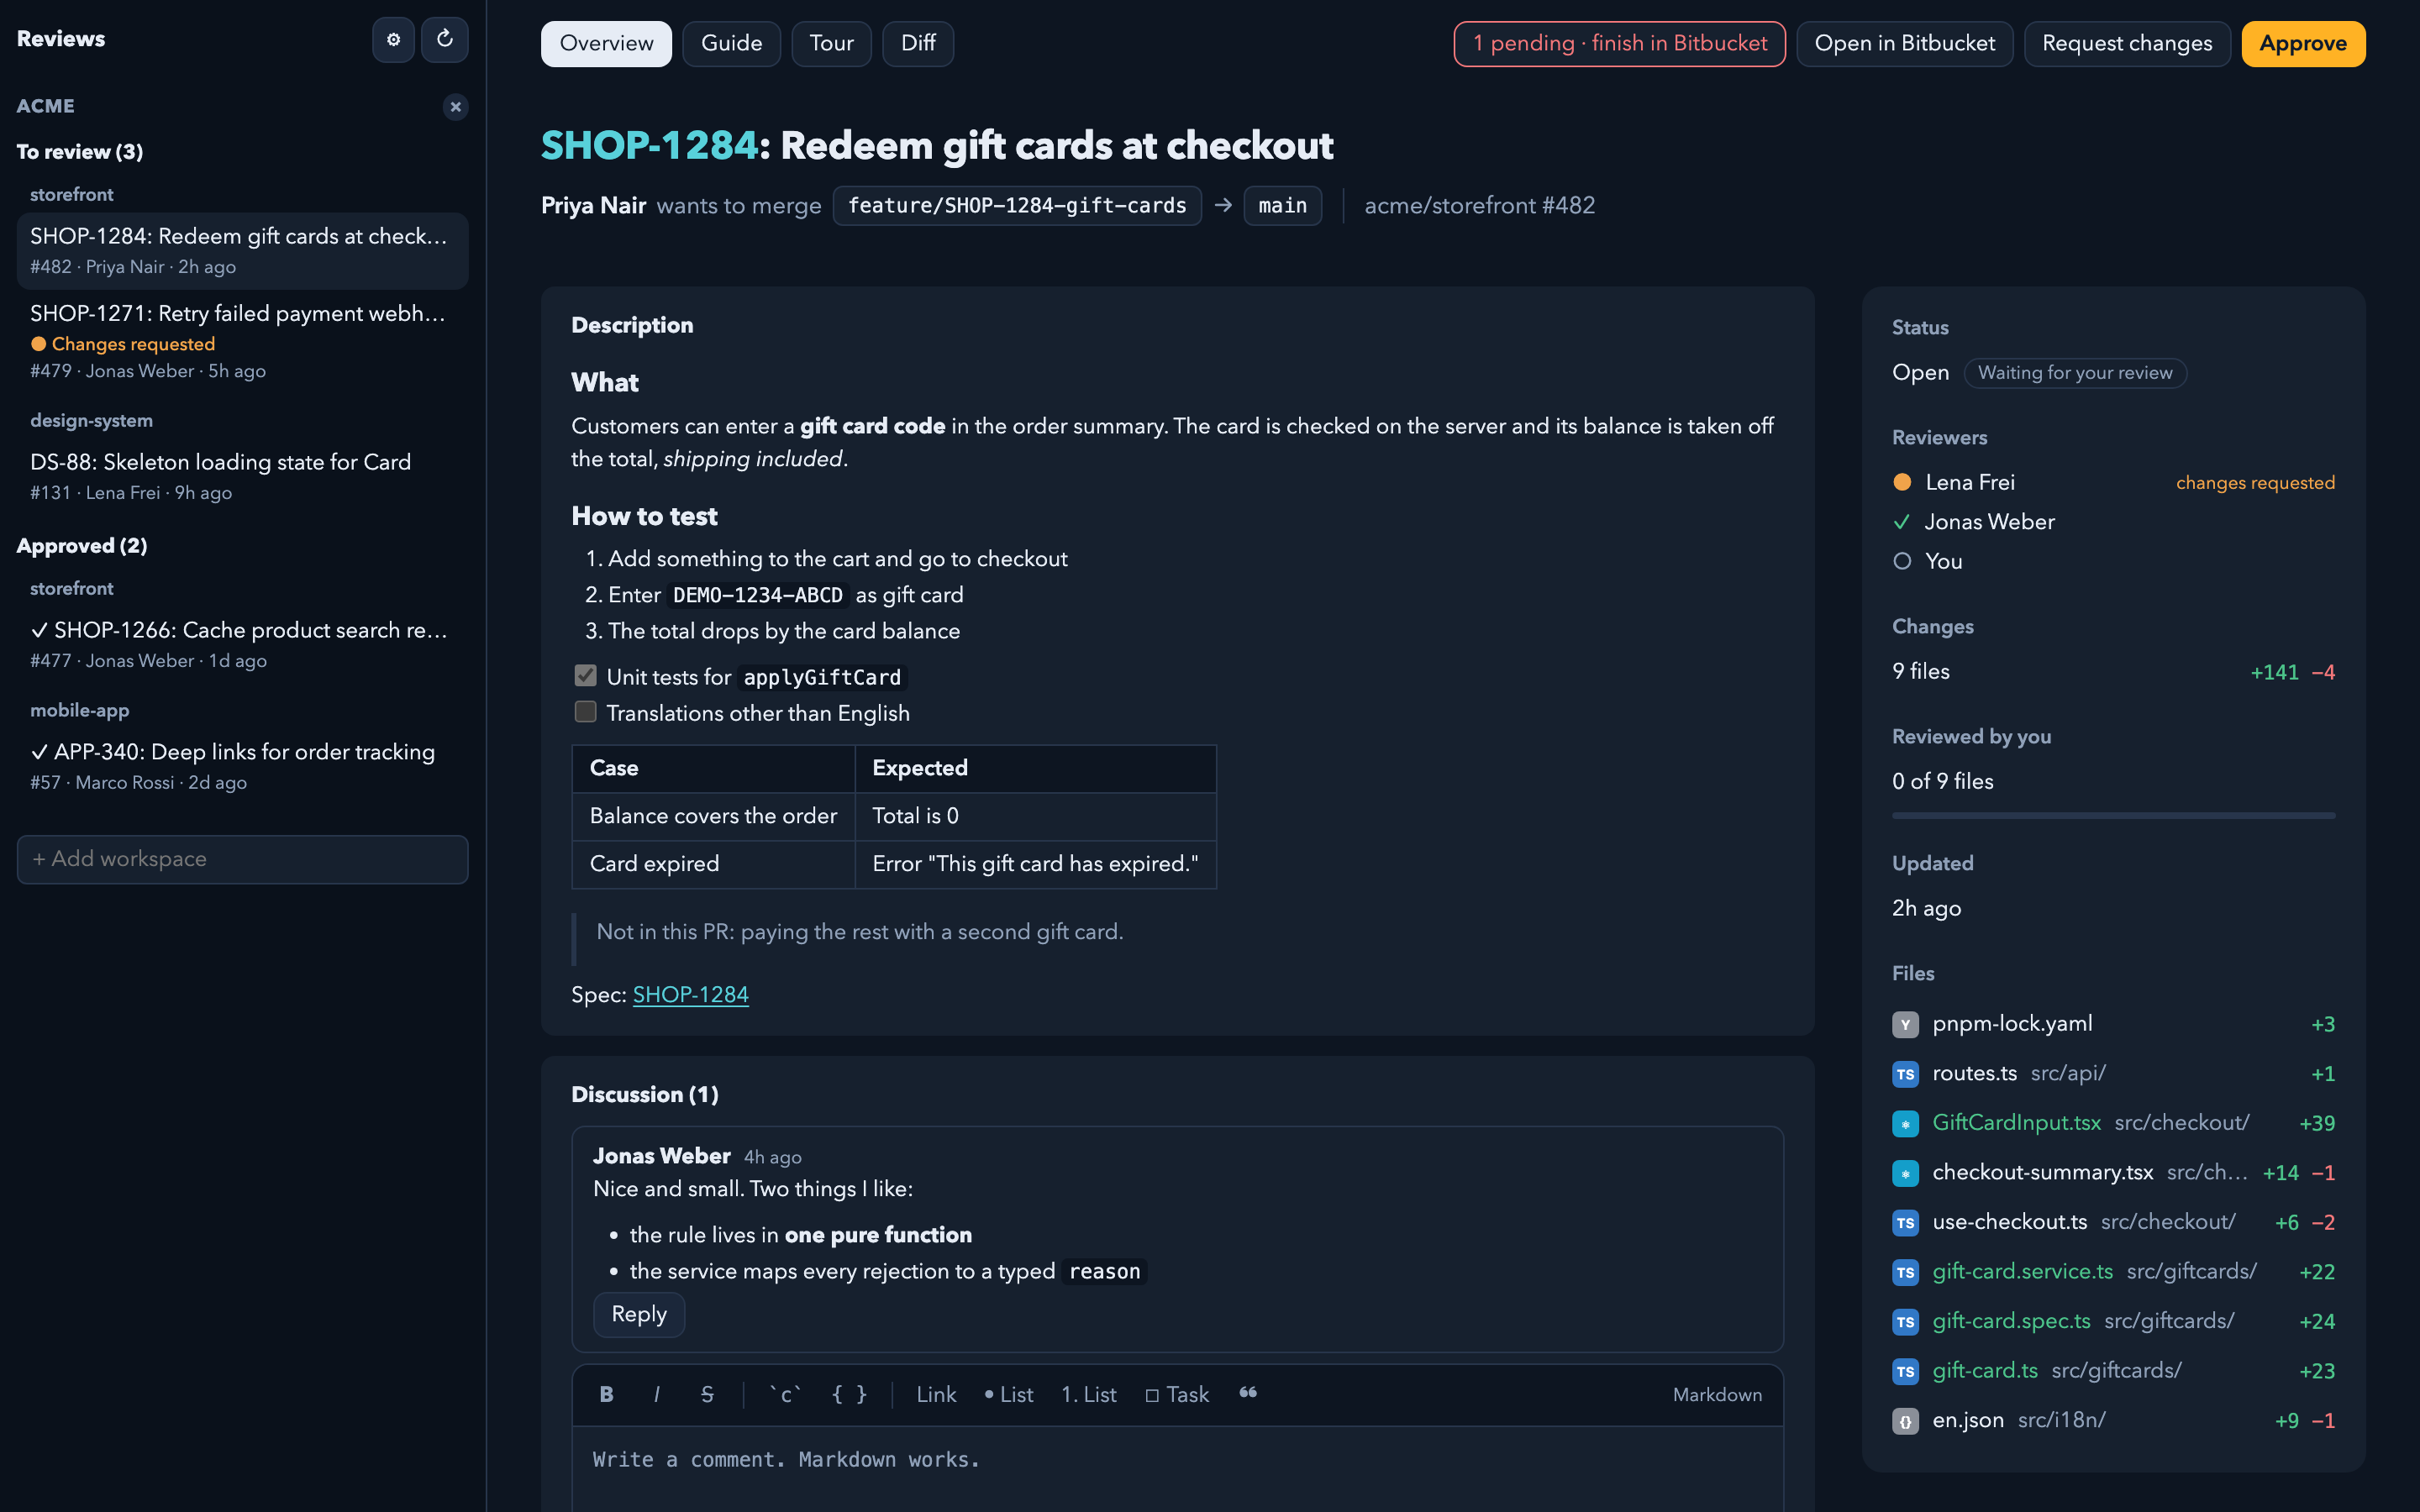 Reviews
ACME
To review (3)
storefront
SHOP-1284: Redeem gift cards at check…
#482 · Priya Nair · 2h ago
SHOP-1271: Retry failed payment webh…
Changes requested
#479 · Jonas Weber · 5h ago
design-system
DS-88: Skeleton loading state for Card
#131 · Lena Frei · 9h ago
Approved (2)
storefront
✓ SHOP-1266: Cache product search re…
#477 · Jonas Weber · 1d ago
mobile-app
✓ APP-340: Deep links for order tracking
#57 · Marco Rossi · 2d ago
+ Add workspace
Overview Guide Tour Diff
1 pending · finish in Bitbucket Open in Bitbucket Request changes Approve
SHOP-1284: Redeem gift cards at checkout
Priya Nair wants to merge feature/SHOP-1284-gift-cards → main acme/storefront #482
Description
What
Customers can enter a gift card code in the order summary. The card is checked on the server and its balance is taken off
the total, shipping included.
How to test
1. Add something to the cart and go to checkout
2. Enter DEMO-1234-ABCD as gift card
3. The total drops by the card balance
Unit tests for applyGiftCard
Translations other than English
Case Expected
Balance covers the order Total is 0
Card expired Error "This gift card has expired."
Not in this PR: paying the rest with a second gift card.
Spec: SHOP-1284
Discussion (1)
Jonas Weber 4h ago
Nice and small. Two things I like:
• the rule lives in one pure function
• the service maps every rejection to a typed reason
Reply
B I S `c` { } Link • List 1. List ☐ Task ❝ Markdown
Write a comment. Markdown works.
Status
Open Waiting for your review
Reviewers
Lena Frei changes requested
✓ Jonas Weber
You
Changes
9 files +141 −4
Reviewed by you
0 of 9 files
Updated
2h ago
Files
Y pnpm-lock.yaml +3
TS routes.ts src/api/ +1
GiftCardInput.tsx src/checkout/ +39
checkout-summary.tsx src/ch… +14 −1
TS use-checkout.ts src/checkout/ +6 −2
TS gift-card.service.ts src/giftcards/ +22
TS gift-card.spec.ts src/giftcards/ +24
TS gift-card.ts src/giftcards/ +23
{} en.json src/i18n/ +9 −1